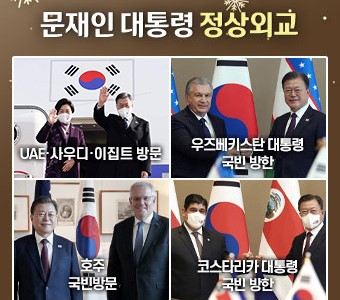 문재인 대통령 정상외교
UAE·사우디·이집트 방문
우즈베키스탄 대통령
국빈 방한
호주
국빈방문
코스타리카 대통령
국빈 방한